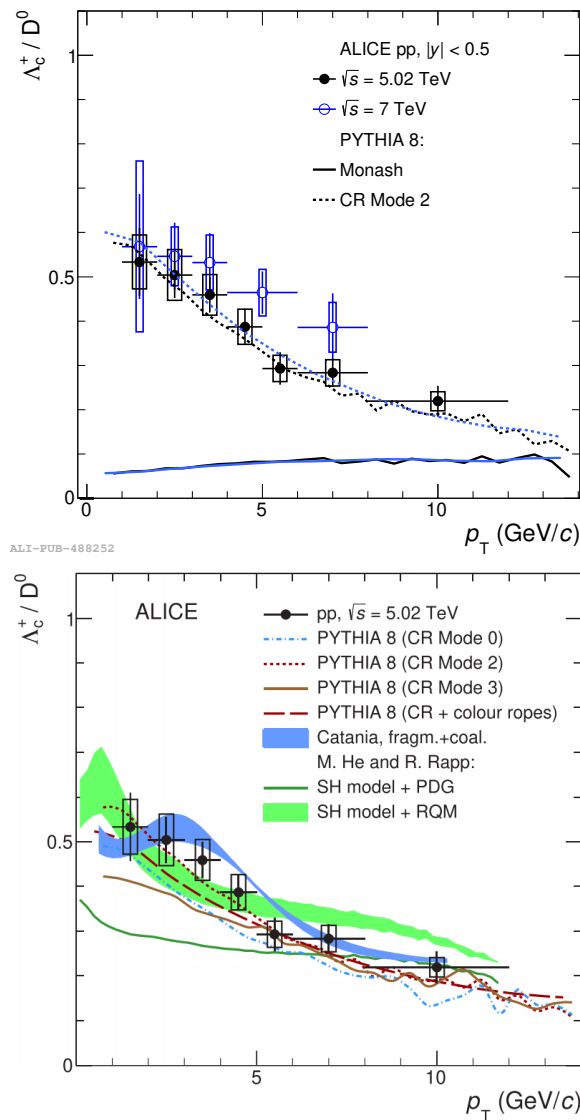 Λc+ / D0
ALICE pp, |y| < 0.5
√s = 5.02 TeV
√s = 7 TeV
PYTHIA 8:
Monash
CR Mode 2
1
0.5
0
0
5
10
pT (GeV/c)
ALI-PUB-488252
Λc+ / D0
ALICE
pp, √s = 5.02 TeV
PYTHIA 8 (CR Mode 0)
PYTHIA 8 (CR Mode 2)
PYTHIA 8 (CR Mode 3)
PYTHIA 8 (CR + colour ropes)
Catania, fragm.+coal.
M. He and R. Rapp:
SH model + PDG
SH model + RQM
1
0.5
0
5
10
pT (GeV/c)